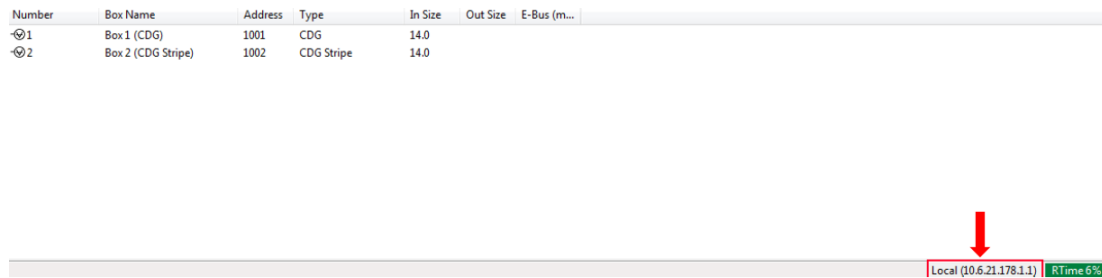 Number Box Name Address Type In Size Out Size E-Bus (m...
1 Box 1 (CDG) 1001 CDG 14.0
2 Box 2 (CDG Stripe) 1002 CDG Stripe 14.0
Local (10.6.21.178.1.1) RTime 6%